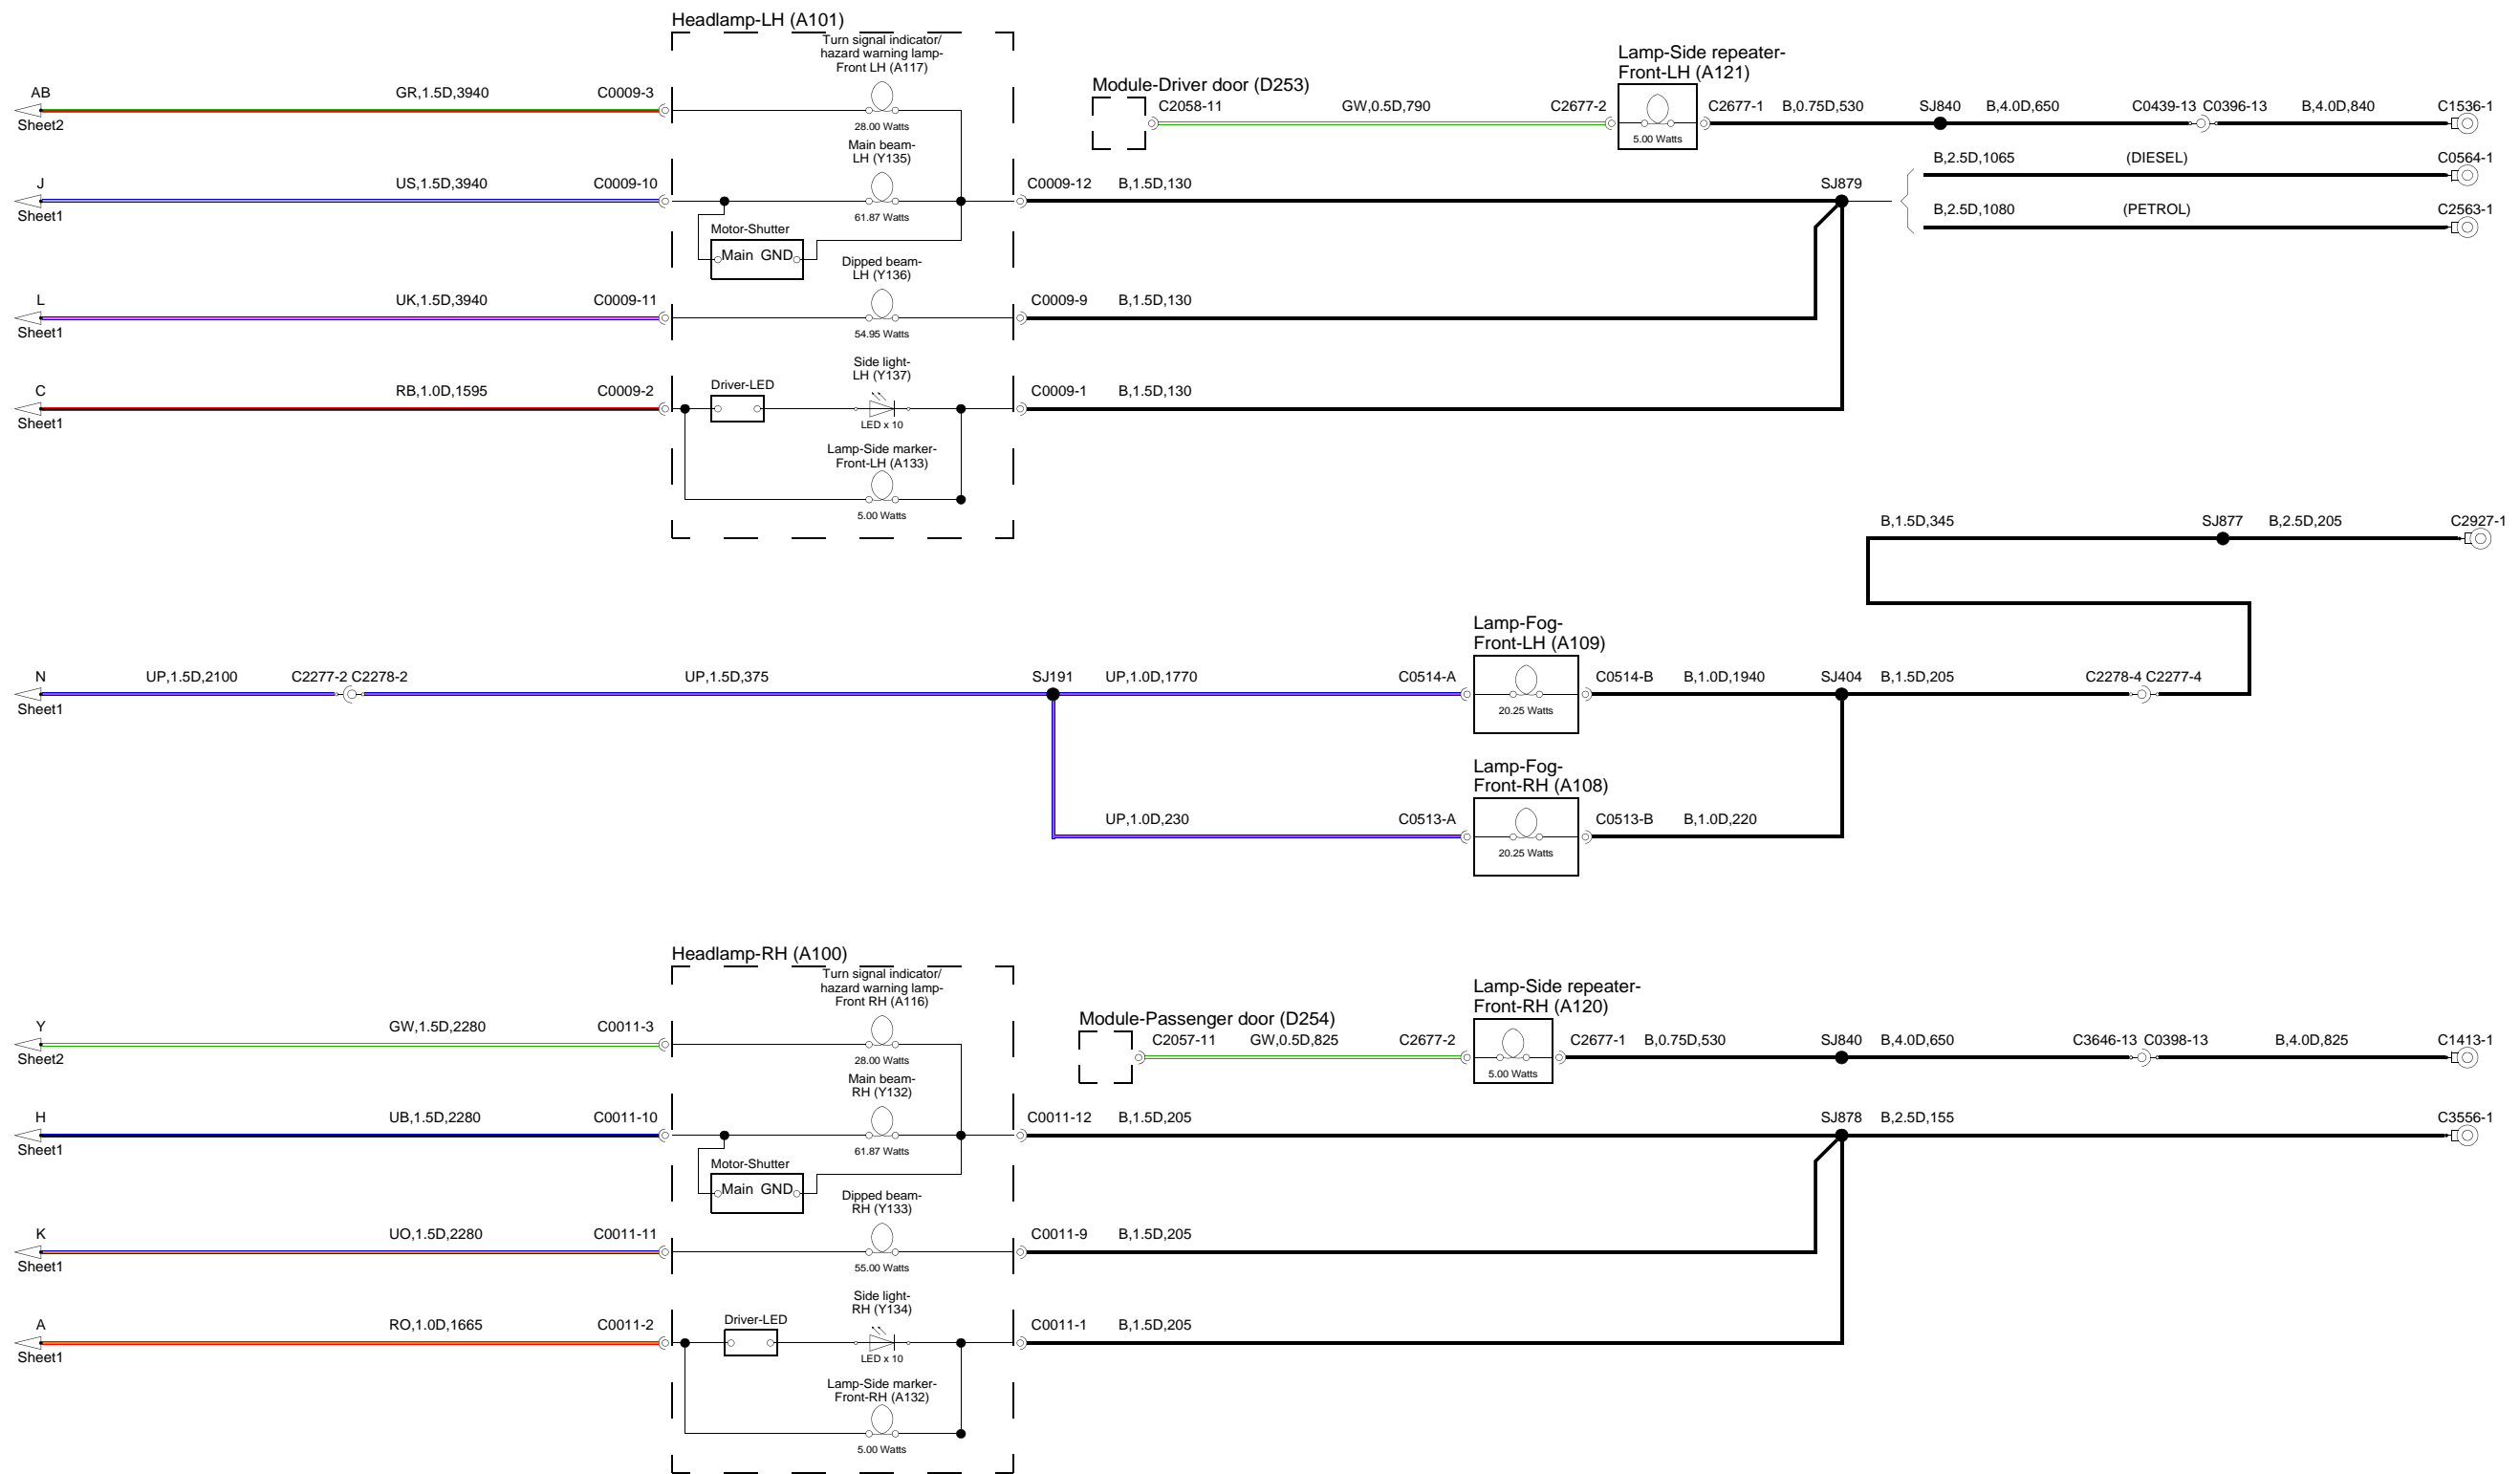 Headlamp-LH (A101)
Turn signal indicator/
hazard warning lamp-
Front LH (A117)
28.00 Watts
AB
Sheet2
GR,1.5D,3940
C0009-3
Main beam-
LH (Y135)
61.87 Watts
J
Sheet1
US,1.5D,3940
C0009-10
C0009-12
B,1.5D,130
Motor-Shutter
Main GND
Dipped beam-
LH (Y136)
54.95 Watts
L
Sheet1
UK,1.5D,3940
C0009-11
C0009-9
B,1.5D,130
Side light-
LH (Y137)
Driver-LED
LED x 10
C
Sheet1
RB,1.0D,1595
C0009-2
C0009-1
B,1.5D,130
Lamp-Side marker-
Front-LH (A133)
5.00 Watts
Module-Driver door (D253)
C2058-11
GW,0.5D,790
C2677-2
Lamp-Side repeater-
Front-LH (A121)
5.00 Watts
C2677-1
B,0.75D,530
SJ840
B,4.0D,650
C0439-13 C0396-13
B,4.0D,840
C1536-1
SJ879
B,2.5D,1065
(DIESEL)
C0564-1
B,2.5D,1080
(PETROL)
C2563-1
B,1.5D,345
SJ877
B,2.5D,205
C2927-1
N
Sheet1
UP,1.5D,2100
C2277-2 C2278-2
UP,1.5D,375
SJ191
UP,1.0D,1770
C0514-A
Lamp-Fog-
Front-LH (A109)
20.25 Watts
C0514-B
B,1.0D,1940
SJ404
B,1.5D,205
C2278-4 C2277-4
Lamp-Fog-
Front-RH (A108)
UP,1.0D,230
C0513-A
20.25 Watts
C0513-B
B,1.0D,220
Headlamp-RH (A100)
Turn signal indicator/
hazard warning lamp-
Front RH (A116)
28.00 Watts
Y
Sheet2
GW,1.5D,2280
C0011-3
Main beam-
RH (Y132)
61.87 Watts
H
Sheet1
UB,1.5D,2280
C0011-10
C0011-12
B,1.5D,205
Motor-Shutter
Main GND
Dipped beam-
RH (Y133)
55.00 Watts
K
Sheet1
UO,1.5D,2280
C0011-11
C0011-9
B,1.5D,205
Side light-
RH (Y134)
Driver-LED
LED x 10
A
Sheet1
RO,1.0D,1665
C0011-2
C0011-1
B,1.5D,205
Lamp-Side marker-
Front-RH (A132)
5.00 Watts
Module-Passenger door (D254)
C2057-11
GW,0.5D,825
C2677-2
Lamp-Side repeater-
Front-RH (A120)
5.00 Watts
C2677-1
B,0.75D,530
SJ840
B,4.0D,650
C3646-13 C0398-13
B,4.0D,825
C1413-1
SJ878
B,2.5D,155
C3556-1